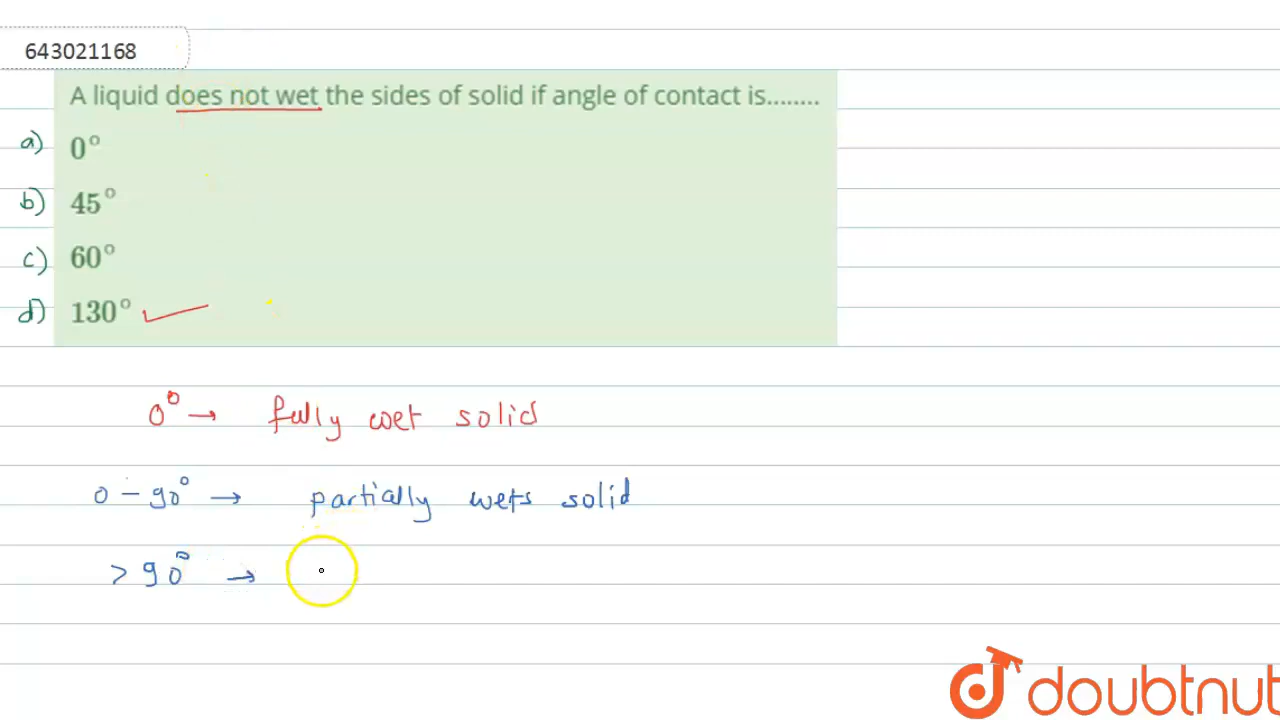 643021168
A liquid does not wet the sides of solid if angle of contact is........
a) 0°
b) 45°
c) 60°
d) 130°
0° → fully wet solid
0 - 90° → partially wets solid
> 90° →
doubtnut